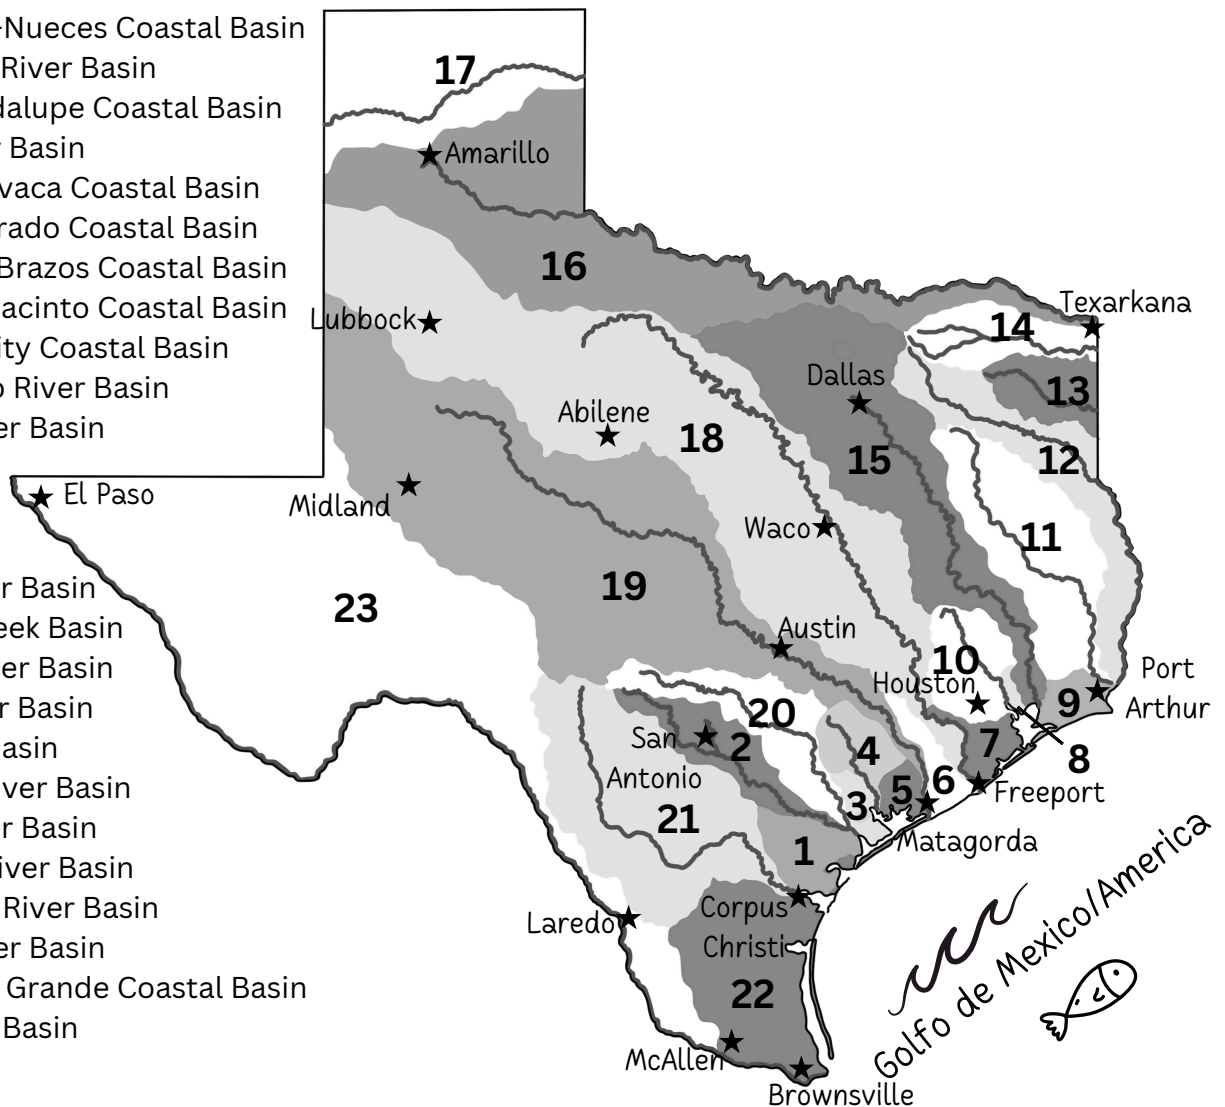 -Nueces Coastal Basin
River Basin
dalupe Coastal Basin
Basin
vaca Coastal Basin
rado Coastal Basin
Brazos Coastal Basin
acinto Coastal Basin
ity Coastal Basin
o River Basin
er Basin
r Basin
eek Basin
er Basin
r Basin
asin
ver Basin
r Basin
iver Basin
River Basin
er Basin
Grande Coastal Basin
Basin
17
Amarillo
16
Texarkana
14
Lubbock
Dallas
13
Abilene
18
15
12
El Paso
Midland
Waco
11
19
23
Austin
10
Houston
Port
Arthur
9
20
San
Antonio
2
4
7
8
5
6
3
Freeport
21
Matagorda
1
Corpus
Christi
Laredo
22
McAllen
Brownsville
Golfo de Mexico/America